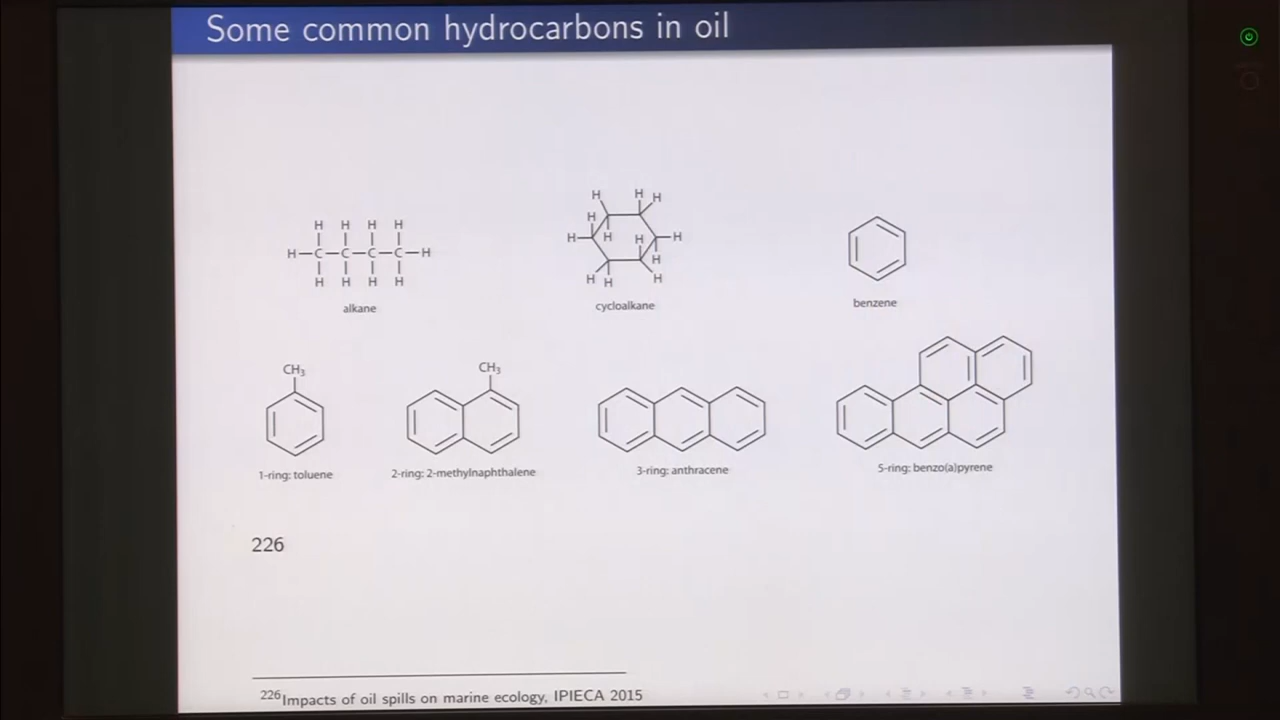 Some common hydrocarbons in oil
H H H H
H-C-C-C-C-H
H H H H
alkane
H H H
H
H H H H
H
H H H
cycloalkane
benzene
CH3
1-ring: toluene
CH3
2-ring: 2-methylnaphthalene
3-ring: anthracene
5-ring: benzo(a)pyrene
226
226Impacts of oil spills on marine ecology, IPIECA 2015